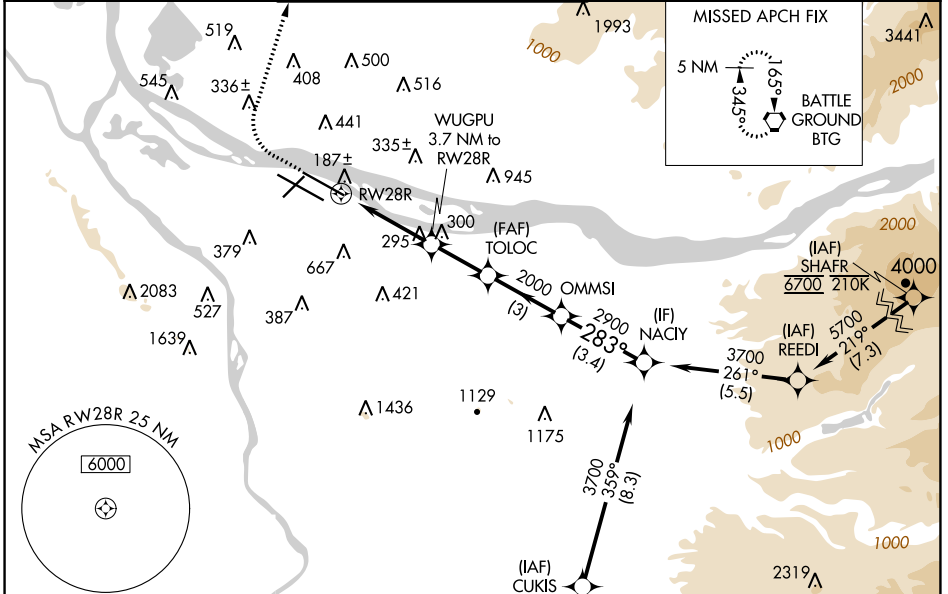 519
545
336±
408
500
516
441
335±
187±
RW28R
WUGPU
3.7 NM to
RW28R
945
1993
1000
MISSED APCH FIX
5 NM
345°
165°
BATTLE
GROUND
BTG
3441
2000
2000
295
300
(FAF)
TOLOC
379
667
421
387
527
2083
1639
2000
(3)
OMMSI
2900
283°
(3.4)
(IF)
NACIY
3700
261°
(5.5)
(IAF)
REEDI
5700
219°
(7.3)
(IAF)
SHAFR
6700 210K
4000
1436
1129
1175
1000
3700
359°
(8.3)
(IAF)
CUKIS
1000
2319
MSA RW28R 25 NM
6000